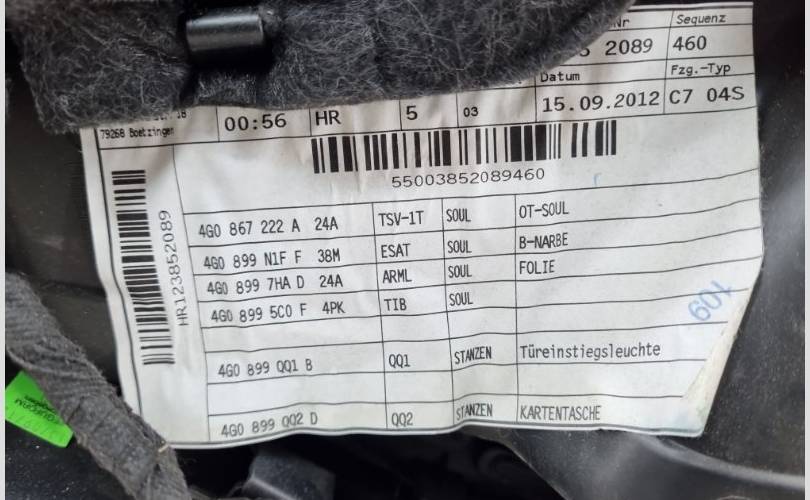 Nr Sequenz
2089 460
Datum Fzg.-Typ
79268 Boetzingen 00:56 HR 5 03 15.09.2012 C7 04S
55003852089460
HR123852089
4G0 867 222 A 24A TSV-1T SOUL OT-SOUL
4G0 899 N1F F 38M ESAT SOUL B-NARBE
4G0 899 7HA D 24A ARML SOUL FOLIE
4G0 899 5C0 F 4PK TIB SOUL
4G0 899 QQ1 B QQ1 STANZEN Türeinstiegsleuchte
4G0 899 QQ2 D QQ2 STANZEN KARTENTASCHE
601